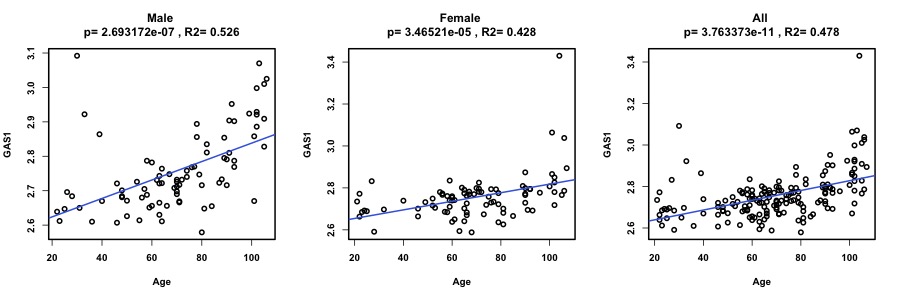 Male
p= 2.693172e-07 , R2= 0.526
3.1
3.0
2.9
2.8
2.7
2.6
GAS1
20 40 60 80 100
Age
Female
p= 3.46521e-05 , R2= 0.428
3.4
3.2
3.0
2.8
2.6
GAS1
20 40 60 80 100
Age
All
p= 3.763373e-11 , R2= 0.478
3.4
3.2
3.0
2.8
2.6
GAS1
20 40 60 80 100
Age